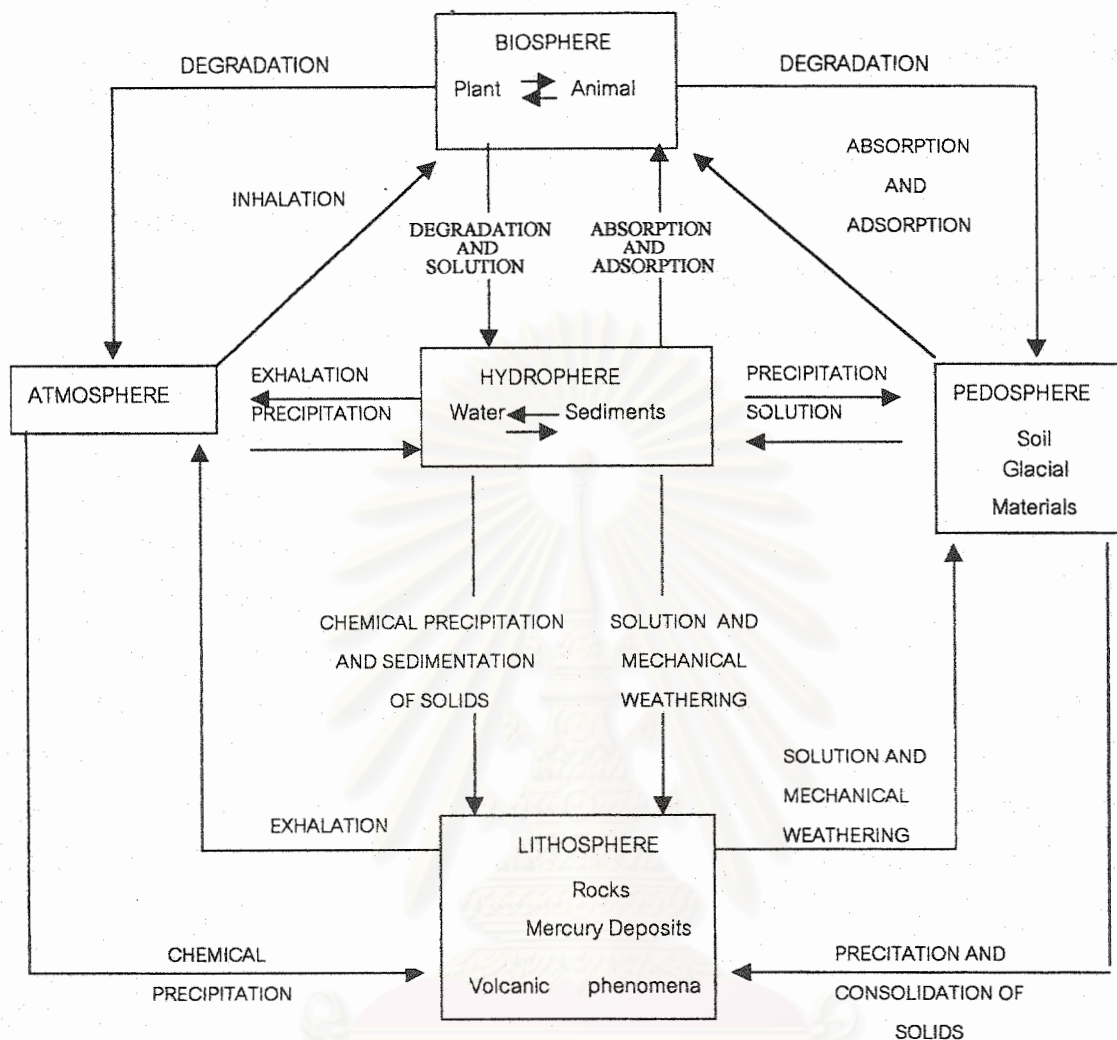 BIOSPHERE
Plant Animal
DEGRADATION
DEGRADATION
INHALATION
ABSORPTION
AND
ADSORPTION
DEGRADATION
AND
SOLUTION
ABSORPTION
AND
ADSORPTION
ATMOSPHERE
EXHALATION
PRECIPITATION
HYDROPHERE
Water Sediments
PRECIPITATION
SOLUTION
PEDOSPHERE
Soil
Glacial
Materials
CHEMICAL PRECIPITATION
AND SEDIMENTATION
OF SOLIDS
SOLUTION AND
MECHANICAL
WEATHERING
SOLUTION AND
MECHANICAL
WEATHERING
EXHALATION
LITHOSPHERE
Rocks
Mercury Deposits
Volcanic phenomena
CHEMICAL
PRECIPITATION
PRECITATION AND
CONSOLIDATION OF
SOLIDS